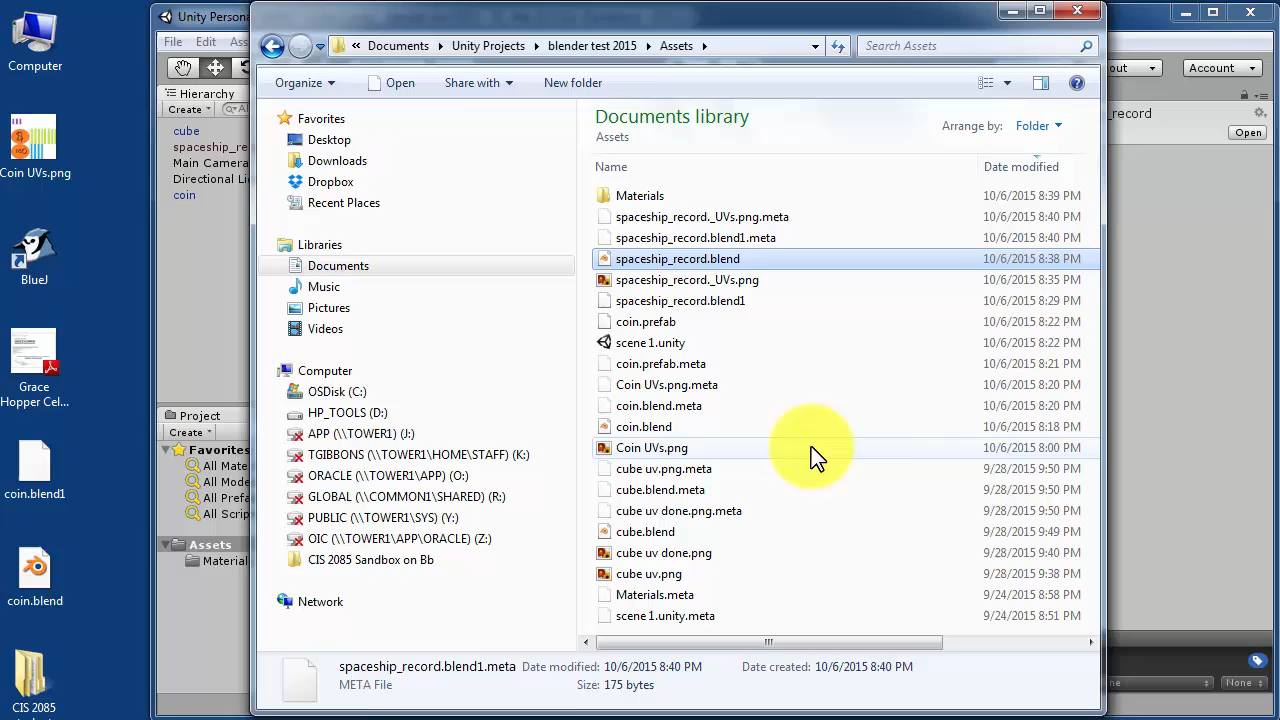 Computer
Coin UVs.png
BlueJ
Grace
Hopper Cel...
coin.blend1
coin.blend
CIS 2085
Unity Persona
File Edit Ass
Hierarchy
Create
cube
spaceship_re
Main Camera
Directional Li
coin
Project
Create
Favorites
All Mate
All Mode
All Prefa
All Scrip
Assets
Material
« Documents Unity Projects blender test 2015 Assets
Search Assets
Organize Open Share with New folder
Favorites
Desktop
Downloads
Dropbox
Recent Places
Libraries
Documents
Music
Pictures
Videos
Computer
OSDisk (C:)
HP_TOOLS (D:)
APP (\\TOWER1) (J:)
TGIBBONS (\\TOWER1\HOME\STAFF) (K:)
ORACLE (\\TOWER1\APP) (O:)
GLOBAL (\\COMMON1\SHARED) (R:)
PUBLIC (\\TOWER1\SYS) (Y:)
OIC (\\TOWER1\APP\ORACLE) (Z:)
CIS 2085 Sandbox on Bb
Network
Documents library
Assets
Arrange by: Folder
Name Date modified
Materials 10/6/2015 8:39 PM
spaceship_record._UVs.png.meta 10/6/2015 8:40 PM
spaceship_record.blend1.meta 10/6/2015 8:40 PM
spaceship_record.blend 10/6/2015 8:38 PM
spaceship_record._UVs.png 10/6/2015 8:35 PM
spaceship_record.blend1 10/6/2015 8:29 PM
coin.prefab 10/6/2015 8:22 PM
scene 1.unity 10/6/2015 8:22 PM
coin.prefab.meta 10/6/2015 8:21 PM
Coin UVs.png.meta 10/6/2015 8:20 PM
coin.blend.meta 10/6/2015 8:20 PM
coin.blend 10/6/2015 8:18 PM
Coin UVs.png 10/6/2015 8:00 PM
cube uv.png.meta 9/28/2015 9:50 PM
cube.blend.meta 9/28/2015 9:50 PM
cube uv done.png.meta 9/28/2015 9:50 PM
cube.blend 9/28/2015 9:49 PM
cube uv done.png 9/28/2015 9:40 PM
cube uv.png 9/28/2015 9:38 PM
Materials.meta 9/24/2015 8:58 PM
scene 1.unity.meta 9/24/2015 8:51 PM
spaceship_record.blend1.meta Date modified: 10/6/2015 8:40 PM Date created: 10/6/2015 8:40 PM
META File Size: 175 bytes
out Account
_record
Open
ne None